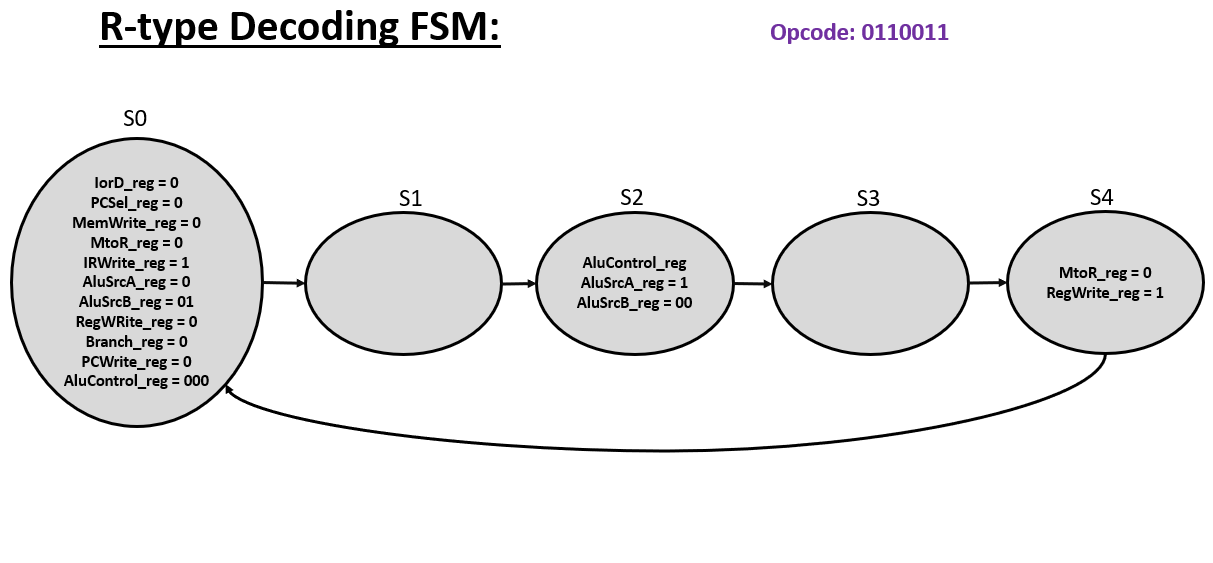 R-type Decoding FSM:
Opcode: 0110011
S0
IorD_reg = 0
PCSel_reg = 0
MemWrite_reg = 0
MtoR_reg = 0
IRWrite_reg = 1
AluSrcA_reg = 0
AluSrcB_reg = 01
RegWRite_reg = 0
Branch_reg = 0
PCWrite_reg = 0
AluControl_reg = 000
S1
S2
AluControl_reg
AluSrcA_reg = 1
AluSrcB_reg = 00
S3
S4
MtoR_reg = 0
RegWrite_reg = 1